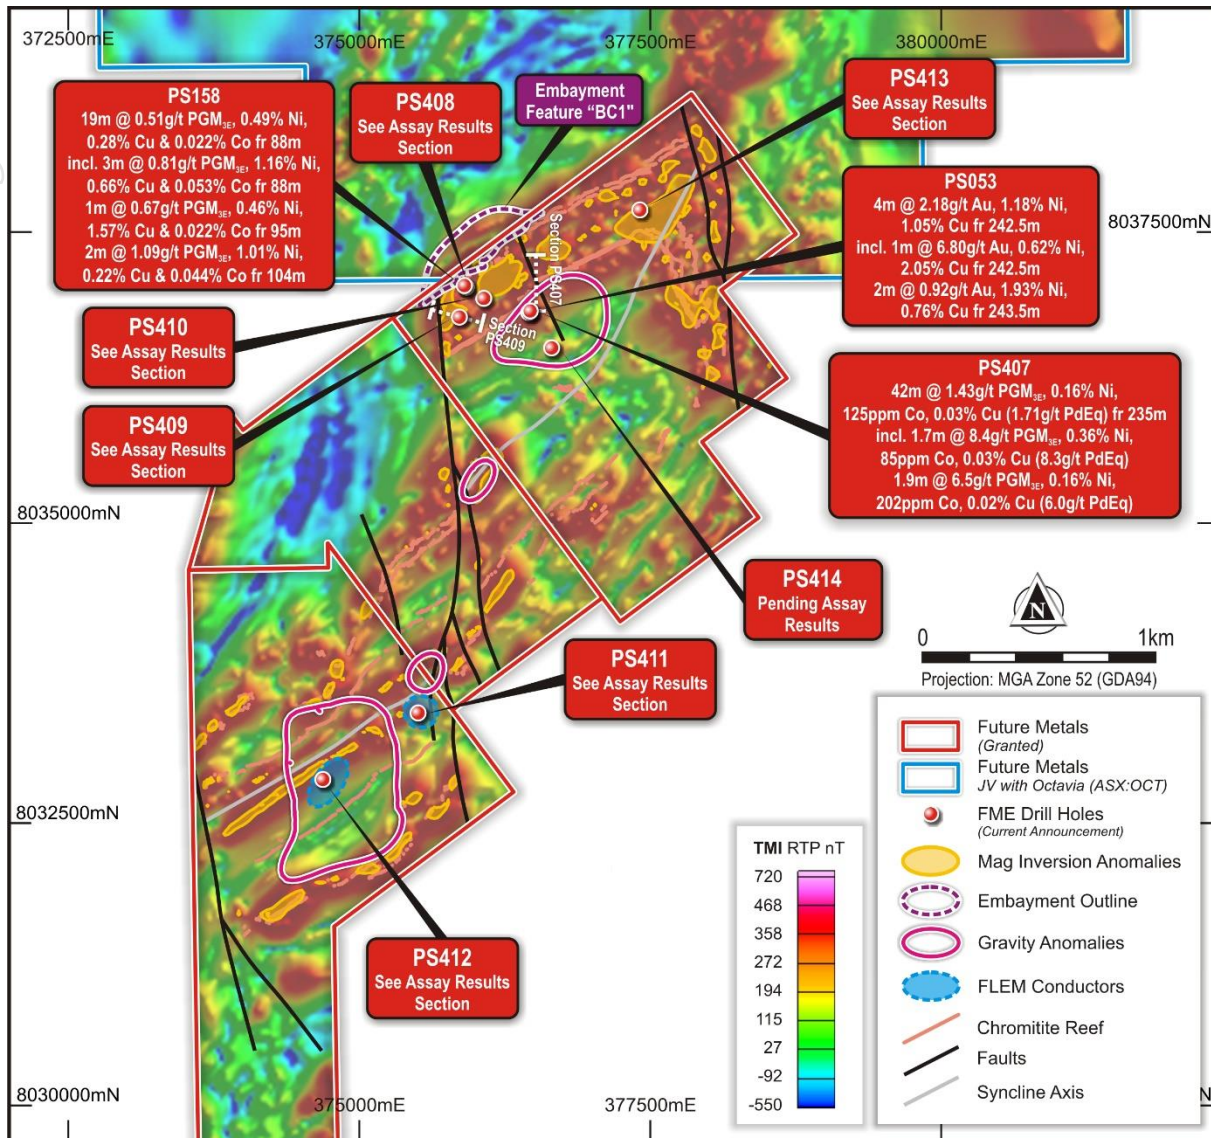 372500mE
375000mE
377500mE
380000mE
PS158
19m @ 0.51g/t PGM3E, 0.49% Ni,
0.28% Cu & 0.022% Co fr 88m
incl. 3m @ 0.81g/t PGM3E, 1.16% Ni,
0.66% Cu & 0.053% Co fr 88m
1m @ 0.67g/t PGM3E, 0.46% Ni,
1.57% Cu & 0.022% Co fr 95m
2m @ 1.09g/t PGM3E, 1.01% Ni,
0.22% Cu & 0.044% Co fr 104m
PS408
See Assay Results
Section
Embayment
Feature “BC1"
PS413
See Assay Results
Section
PS053
4m @ 2.18g/t Au, 1.18% Ni,
1.05% Cu fr 242.5m
incl. 1m @ 6.80g/t Au, 0.62% Ni,
2.05% Cu fr 242.5m
2m @ 0.92g/t Au, 1.93% Ni,
0.76% Cu fr 243.5m
8037500mN
Section PS407
Section
PS409
PS410
See Assay Results
Section
PS409
See Assay Results
Section
PS407
42m @ 1.43g/t PGM3E, 0.16% Ni,
125ppm Co, 0.03% Cu (1.71g/t PdEq) fr 235m
incl. 1.7m @ 8.4g/t PGM3E, 0.36% Ni,
85ppm Co, 0.03% Cu (8.3g/t PdEq)
1.9m @ 6.5g/t PGM3E, 0.16% Ni,
202ppm Co, 0.02% Cu (6.0g/t PdEq)
8035000mN
PS414
Pending Assay
Results
PS411
See Assay Results
Section
N
0 1km
Projection: MGA Zone 52 (GDA94)
8032500mN
PS412
See Assay Results
Section
TMI RTP nT
720
468
358
272
194
115
27
-92
-550
Future Metals
(Granted)
Future Metals
JV with Octavia (ASX:OCT)
FME Drill Holes
(Current Announcement)
Mag Inversion Anomalies
Embayment Outline
Gravity Anomalies
FLEM Conductors
Chromitite Reef
Faults
Syncline Axis
8030000mN
N
375000mE
377500mE